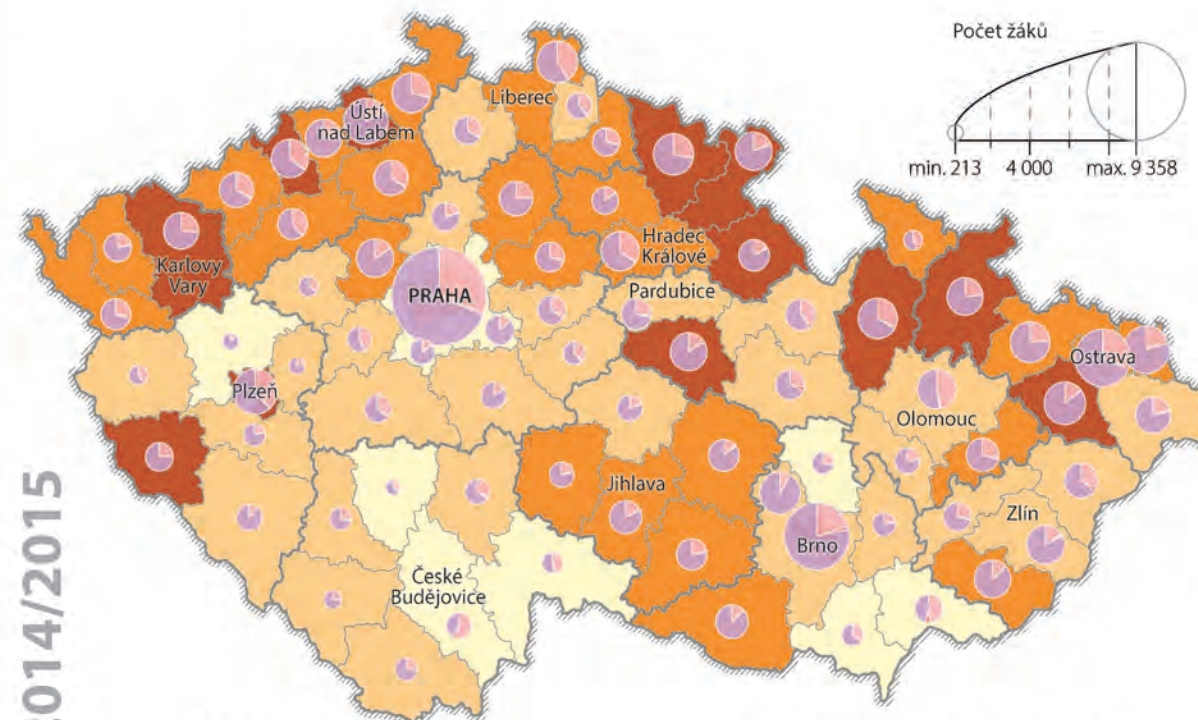 Počet žáků
min. 213
4 000
max. 9 358
Liberec
Ústí
nad Labem
Karlovy
Vary
Hradec
Králové
PRAHA
Pardubice
Plzeň
Ostrava
Olomouc
Jihlava
Zlín
Brno
České
Budějovice
2014/2015